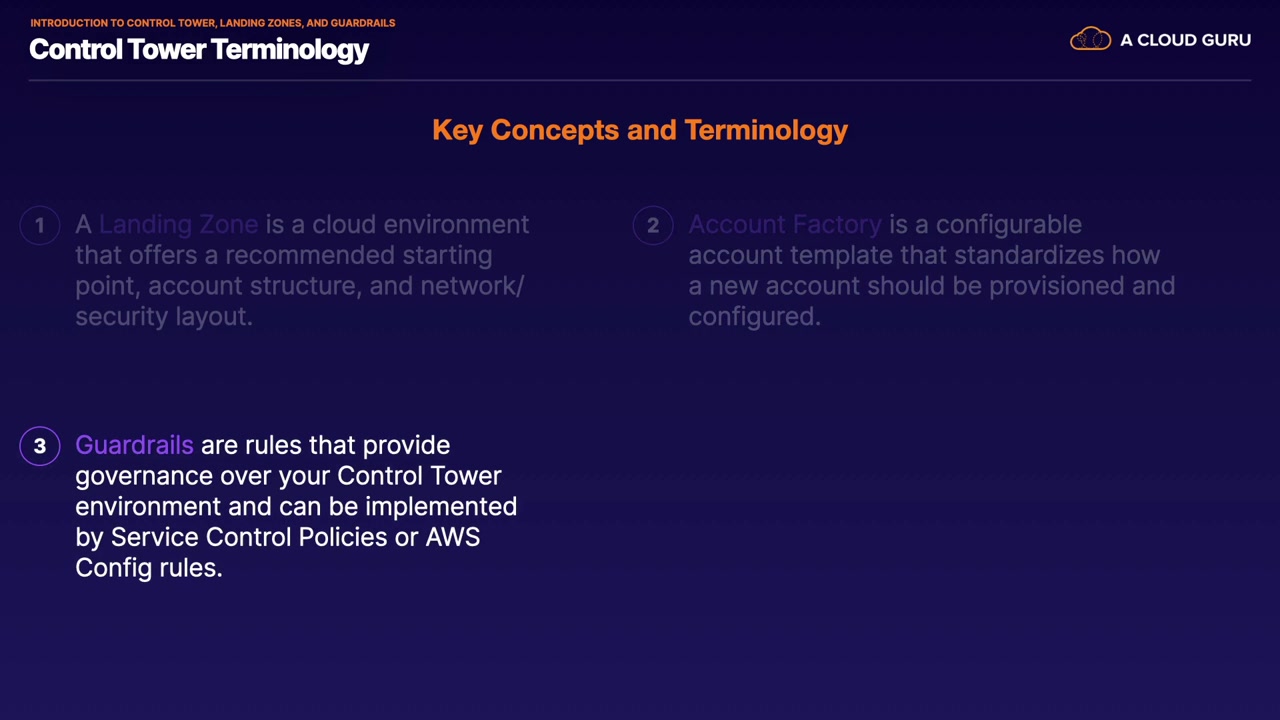 INTRODUCTION TO CONTROL TOWER, LANDING ZONES, AND GUARDRAILS
Control Tower Terminology
A CLOUD GURU
Key Concepts and Terminology
1
A Landing Zone is a cloud environment
that offers a recommended starting
point, account structure, and network/
security layout.
2
Account Factory is a configurable
account template that standardizes how
a new account should be provisioned and
configured.
3
Guardrails are rules that provide
governance over your Control Tower
environment and can be implemented
by Service Control Policies or AWS
Config rules.